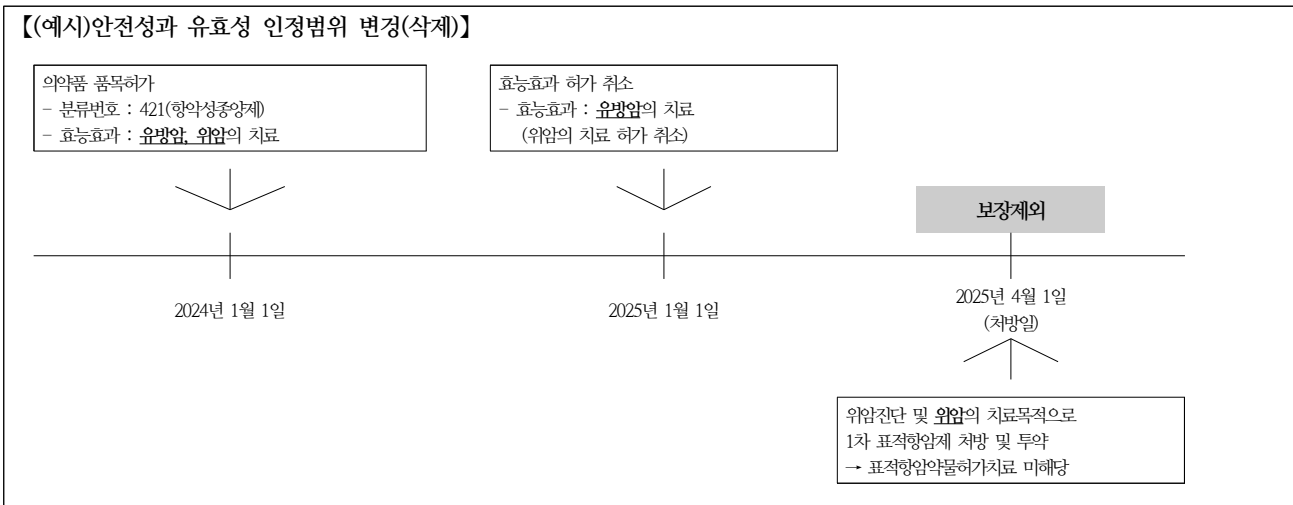 【(예시)안전성과 유효성 인정범위 변경(삭제)】
의약품 품목허가
- 분류번호 : 421(항악성종양제)
- 효능효과 : 유방암, 위암의 치료
효능효과 허가 취소
- 효능효과 : 유방암의 치료
(위암의 치료 허가 취소)
보장제외
2024년 1월 1일
2025년 1월 1일
2025년 4월 1일
(처방일)
위암진단 및 위암의 치료목적으로
1차 표적항암제 처방 및 투약
→ 표적항암약물허가치료 미해당